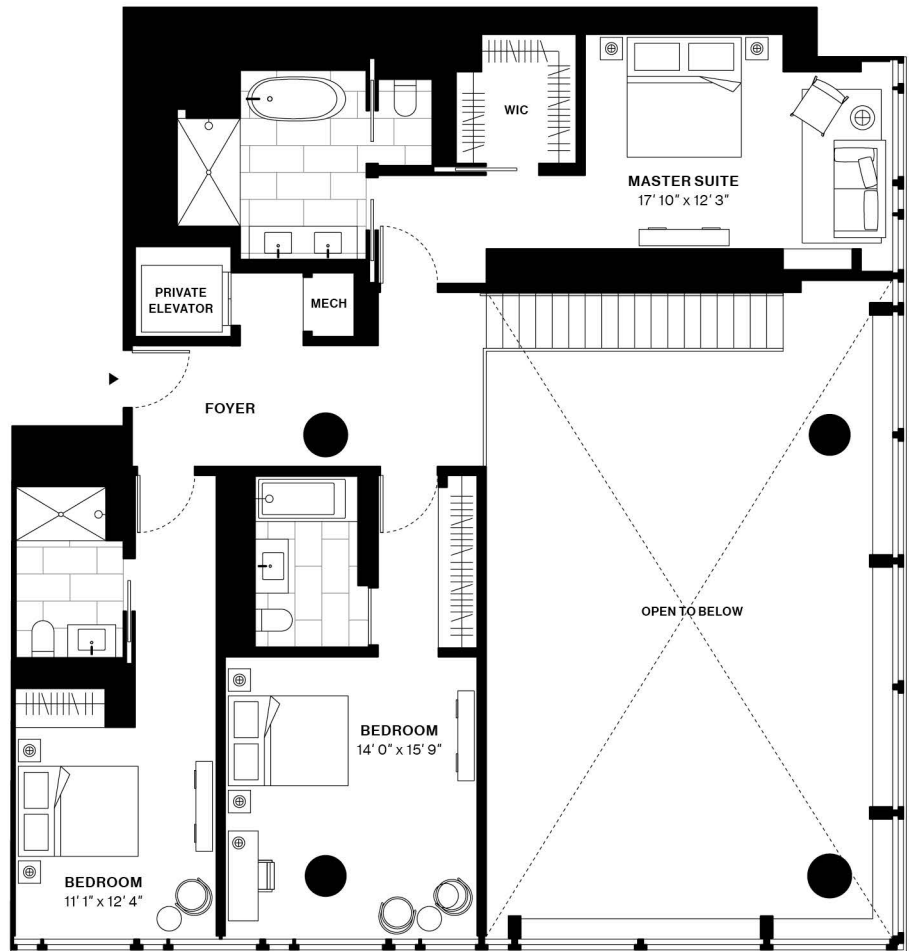 WIC
MASTER SUITE
17' 10" x 12' 3"
PRIVATE
ELEVATOR
MECH
FOYER
OPEN TO BELOW
BEDROOM
14' 0" x 15' 9"
BEDROOM
11' 1" x 12' 4"